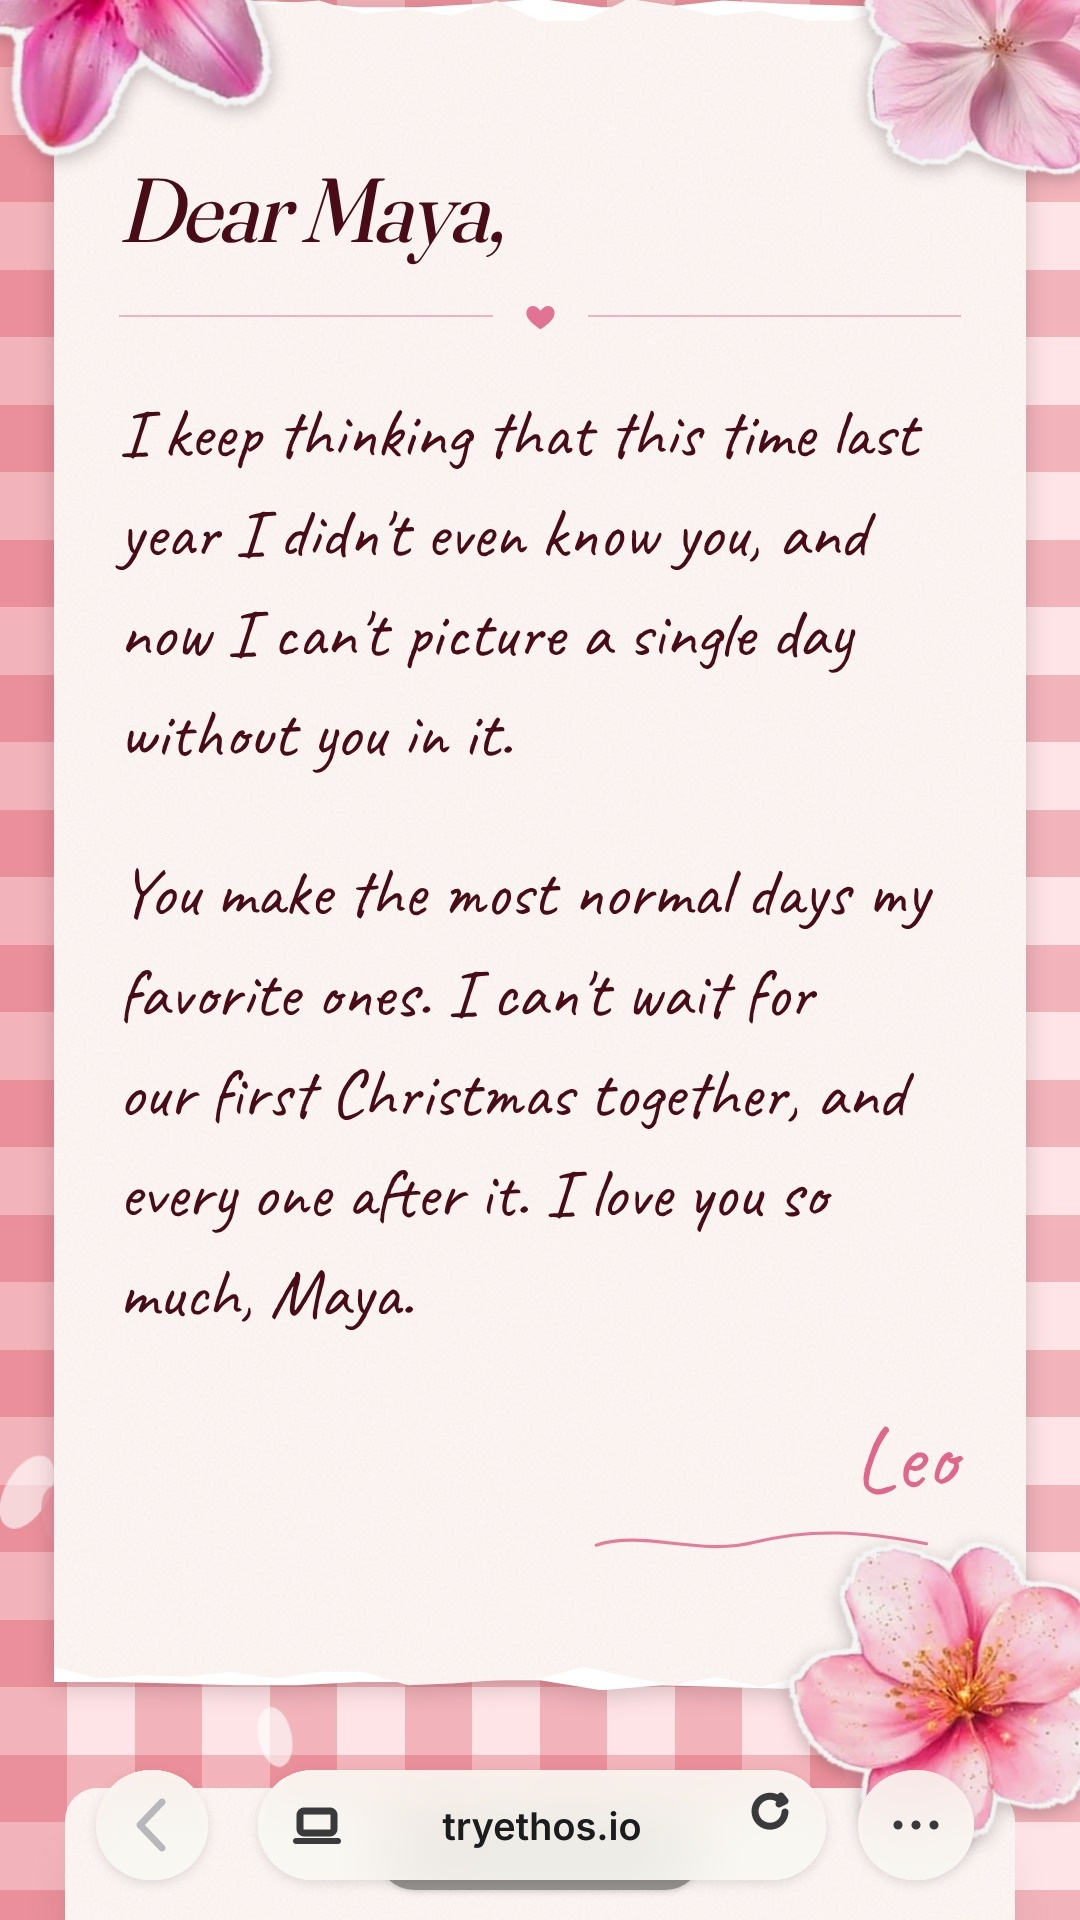 Dear Maya,
I keep thinking that this time last
year I didn't even know you, and
now I can't picture a single day
without you in it.
You make the most normal days my
favorite ones. I can't wait for
our first Christmas together, and
every one after it. I love you so
much, Maya.
Leo
tryethos.io